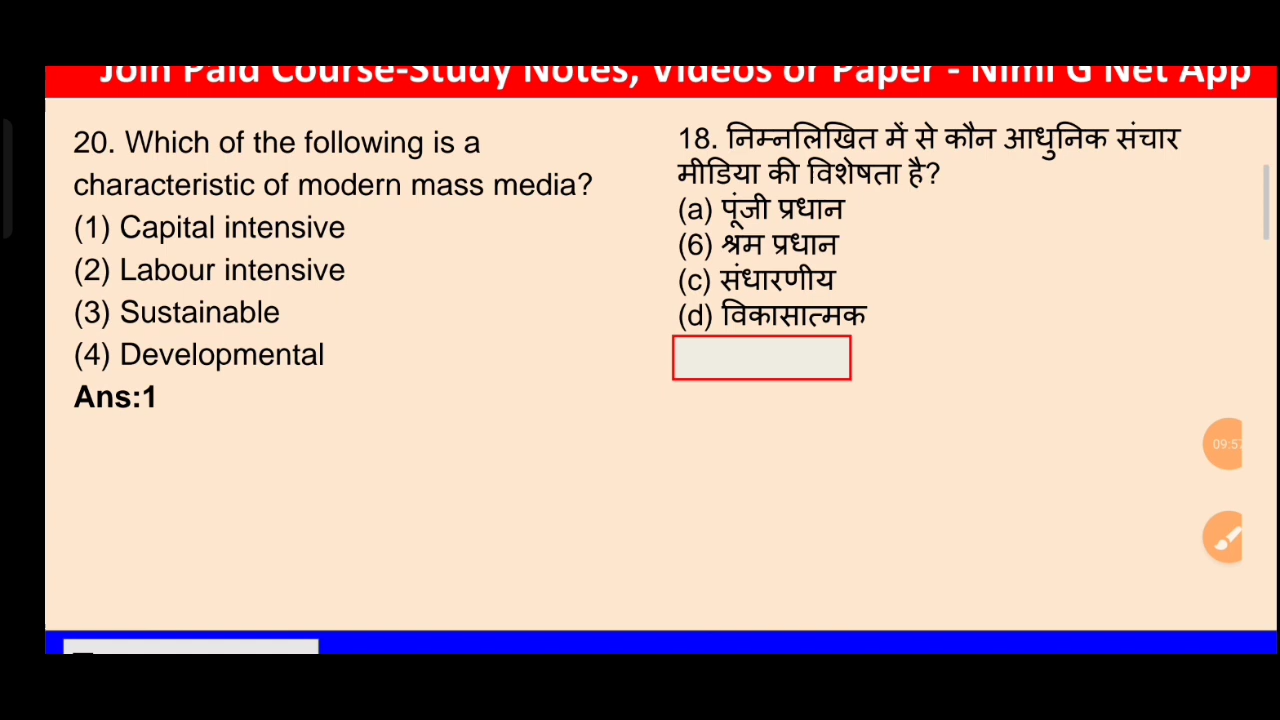 Join Paid Course-Study Notes, Videos or Paper - Nimi G Net App
20. Which of the following is a
characteristic of modern mass media?
(1) Capital intensive
(2) Labour intensive
(3) Sustainable
(4) Developmental
Ans:1
18. निम्नलिखित में से कौन आधुनिक संचार
मीडिया की विशेषता है?
(a) पूंजी प्रधान
(6) श्रम प्रधान
(c) संधारणीय
(d) विकासात्मक